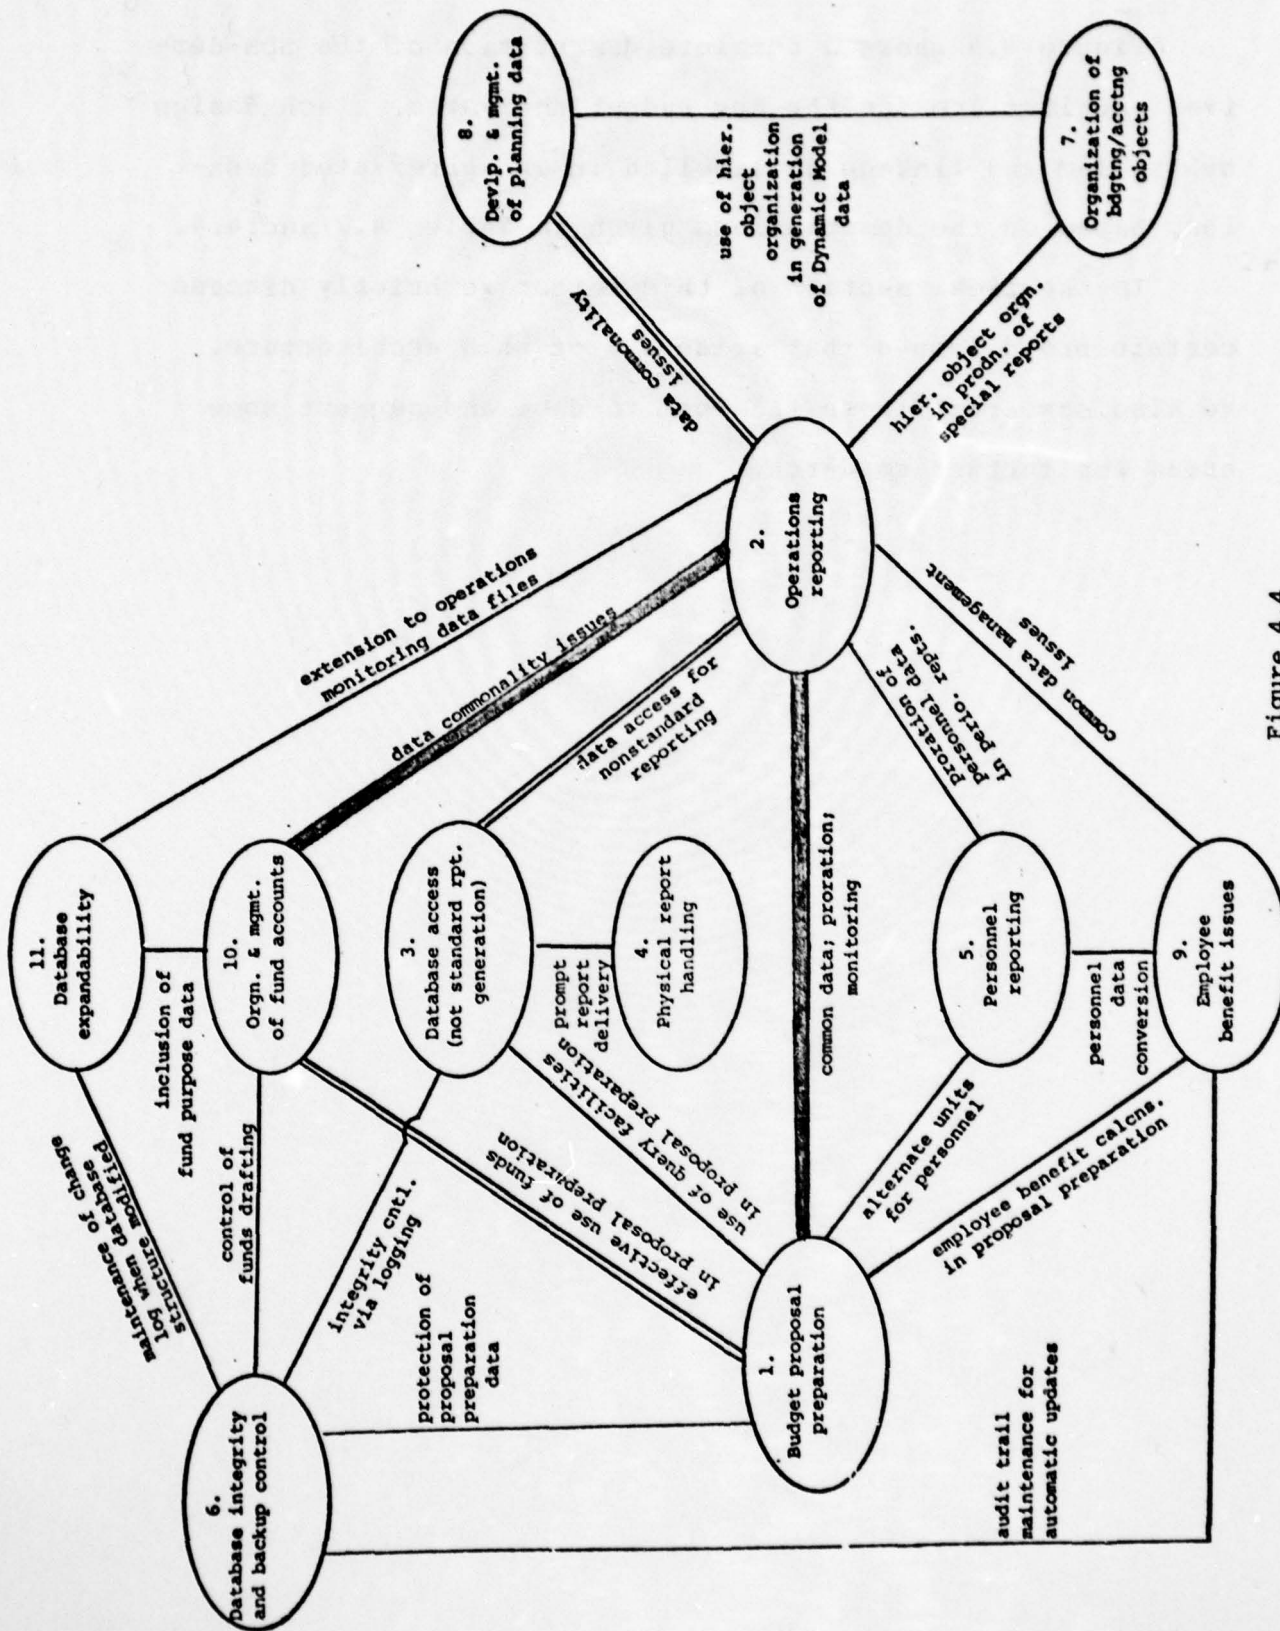 11.
Database
expandability
10.
Orgn. & mgmt.
of fund accounts
3.
Database access
(not standard rpt.
generation)
4.
Physical report
handling
5.
Personnel
reporting
9.
Employee
benefit issues
6.
Database integrity
and backup control
1.
Budget proposal
preparation
2.
Operations
reporting
8.
Devlp. & mgmt.
of planning data
7.
Organization of
bdgtng/acctng
objects
maintenance of change
log when database
structure modified
inclusion of
fund purpose data
control of
funds drafting
integrity cntl.
via logging
protection of
proposal
preparation
data
effective use of funds
in proposal preparation
use of query facilities
in proposal preparation
prompt
report
delivery
alternate units
for personnel
employee benefit calcns.
in proposal preparation
personnel
data
conversion
audit trail
maintenance for
automatic updates
extension to operations
monitoring data files
data commonality issues
data access for
nonstandard
reporting
common data; proration;
monitoring
proration of
personnel data
in perio. repts.
common data management
issues
data commonality
issues
use of hier.
object
organization
in generation
of Dynamic Model
data
hier. object orgn.
in prodn. of
special reports
Figure 4.4